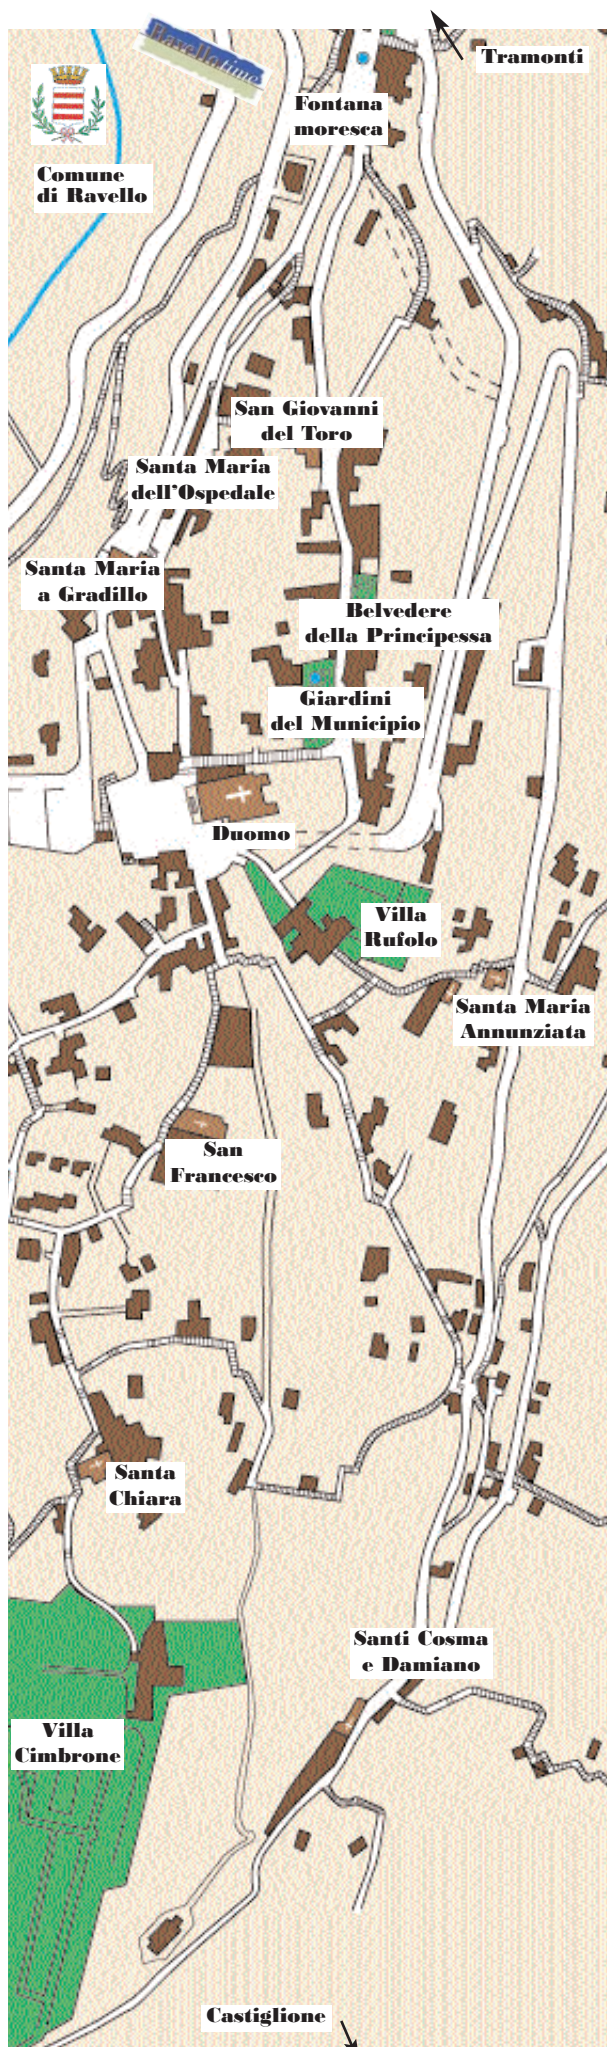 Ravellotime
Tramonti
Fontana
moresca
Comune
di Ravello
San Giovanni
del Toro
Santa Maria
dell'Ospedale
Santa Maria
a Gradillo
Belvedere
della Principessa
Giardini
del Municipio
Duomo
Villa
Rufolo
Santa Maria
Annunziata
San
Francesco
Santa
Chiara
Santi Cosma
e Damiano
Villa
Cimbrone
Castiglione